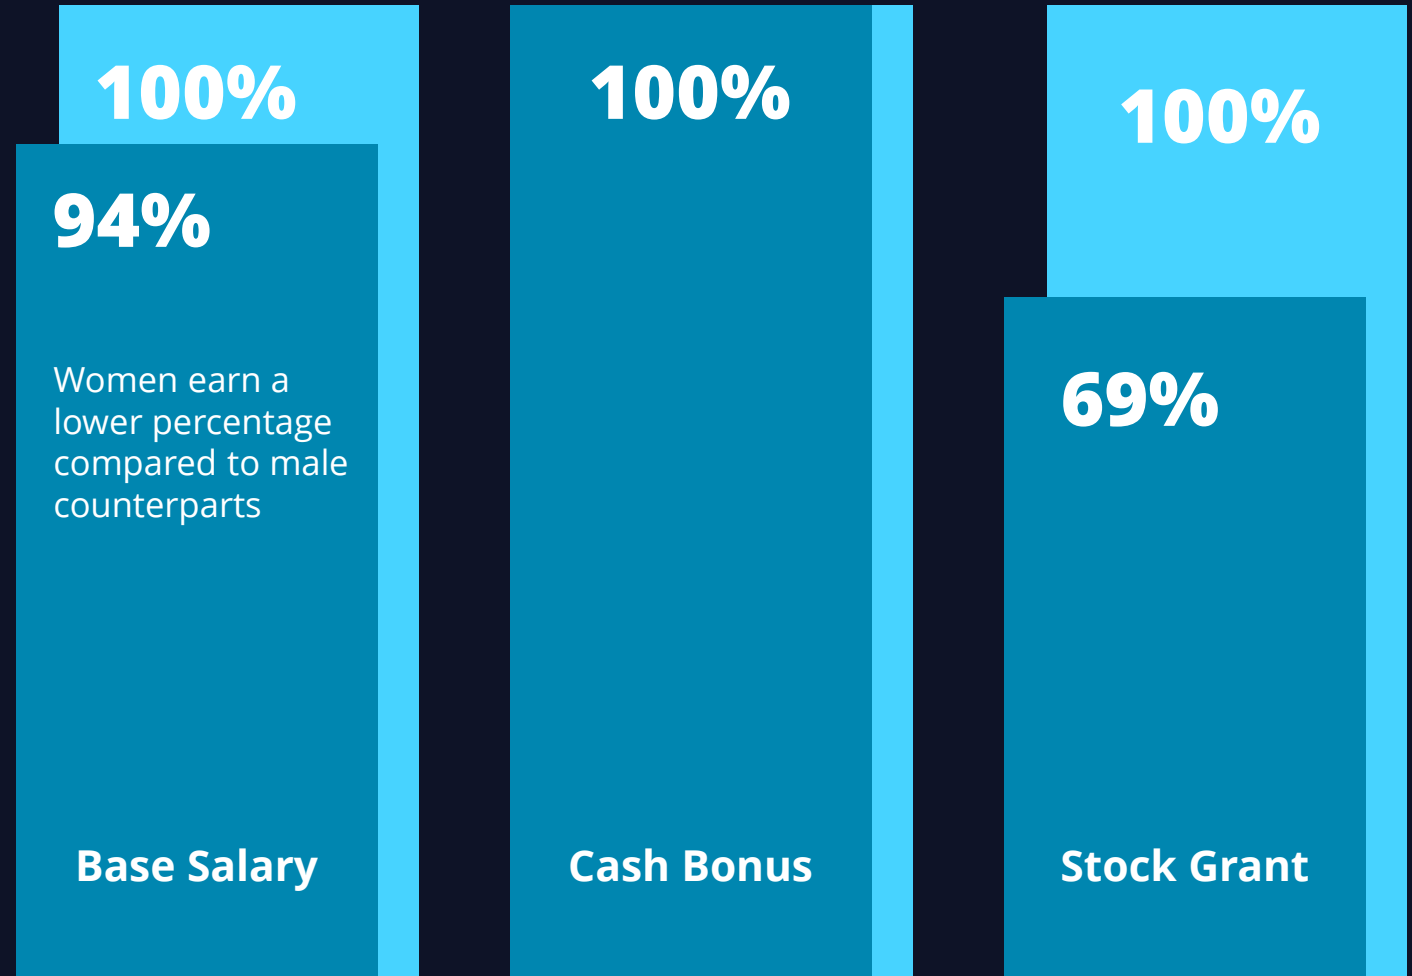 100%
94%
Women earn a
lower percentage
compared to male
counterparts
Base Salary
100%
Cash Bonus
100%
69%
Stock Grant